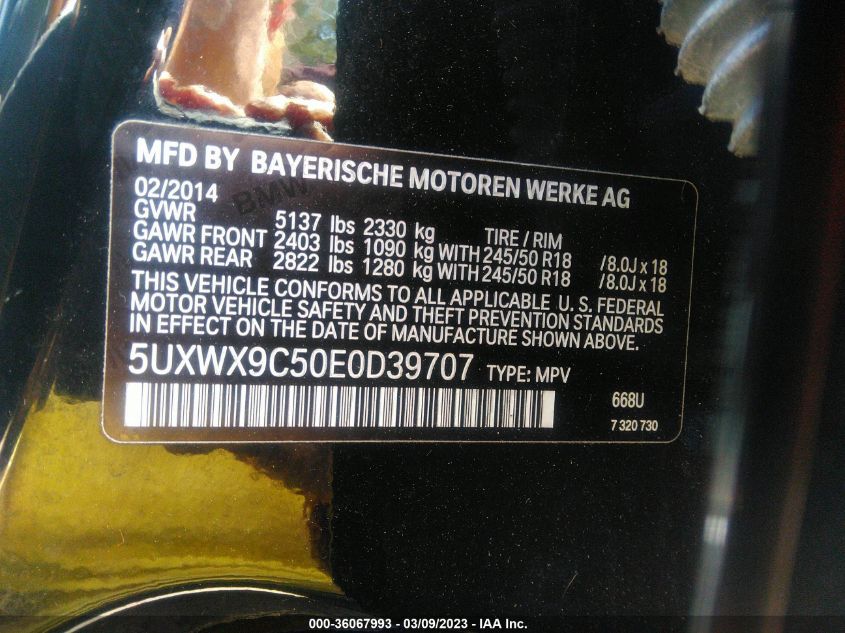 MFD BY BAYERISCHE MOTOREN WERKE AG
02/2014 BMW
GVWR 5137 lbs 2330 kg TIRE / RIM
GAWR FRONT 2403 lbs 1090 kg WITH 245/50 R18 /8.0J x 18
GAWR REAR 2822 lbs 1280 kg WITH 245/50 R18 /8.0J x 18
THIS VEHICLE CONFORMS TO ALL APPLICABLE U. S. FEDERAL
MOTOR VEHICLE SAFETY AND THEFT PREVENTION STANDARDS
IN EFFECT ON THE DATE OF MANUFACTURE SHOWN ABOVE.
5UXWX9C50E0D39707 TYPE: MPV
668U
7 320 730
000-36067993 - 03/09/2023 - IAA Inc.